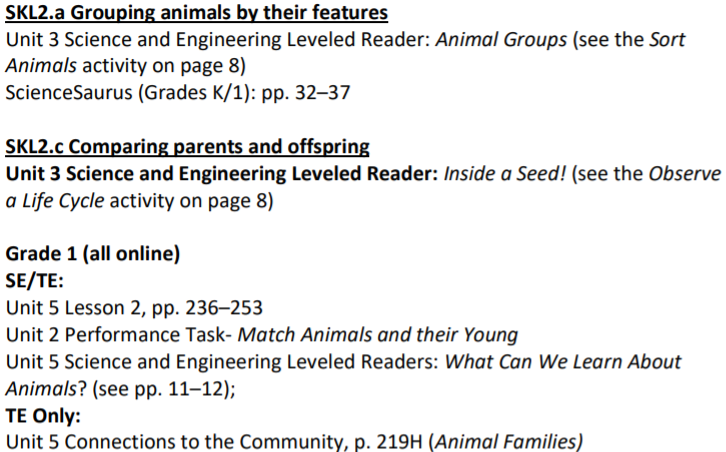 SKL2.a Grouping animals by their features
Unit 3 Science and Engineering Leveled Reader: Animal Groups (see the Sort
Animals activity on page 8)
ScienceSaurus (Grades K/1): pp. 32–37
SKL2.c Comparing parents and offspring
Unit 3 Science and Engineering Leveled Reader: Inside a Seed! (see the Observe
a Life Cycle activity on page 8)
Grade 1 (all online)
SE/TE:
Unit 5 Lesson 2, pp. 236–253
Unit 2 Performance Task- Match Animals and their Young
Unit 5 Science and Engineering Leveled Readers: What Can We Learn About
Animals? (see pp. 11–12);
TE Only:
Unit 5 Connections to the Community, p. 219H (Animal Families)